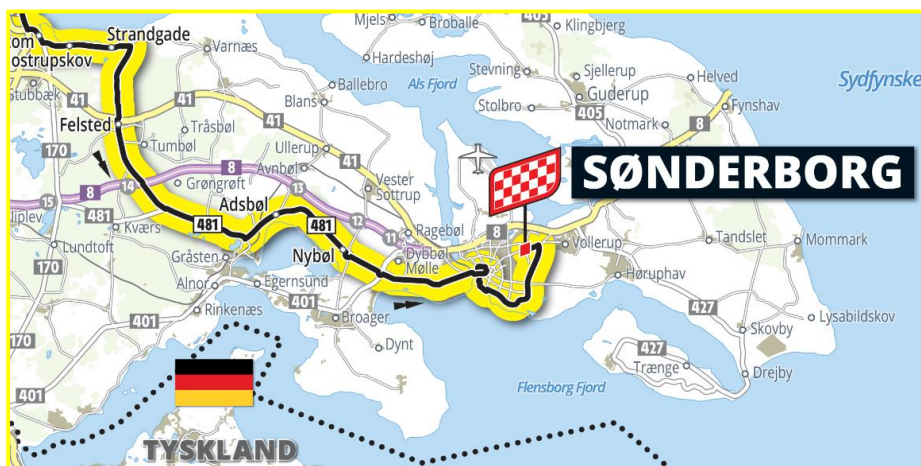 Mjels
Broballe
405
Klingbjerg
Strandgade
ostrupskov
Varnæs
Hardeshøj
Stevning
Sjellerup
Guderup
Helved
Sydfynske
Als Fjord
Ballebro
Stolbro
405
Fynshav
Stubbæk
41
41
Blans
Notmark
8
Felsted
Tråsbøl
41
170
Tumbøl
Ullerup
Avnbøl
41
8
14
13
SØNDERBORG
15
8
Grøngrøft
Vester
Sottrup
Adsbøl
481
481
481
12
Kværs
11
Ragebøl
8
Vollerup
Tandslet
Mommark
Lundtoft
Gråsten
Nybøl
Dybbøl
Mølle
Alnor
Egernsund
Høruphav
401
Rinkenæs
Broager
427
Lysabildskov
170
401
Dynt
Skovby
427
Trænge
Drejby
401
Flensborg Fjord
TYSKLAND